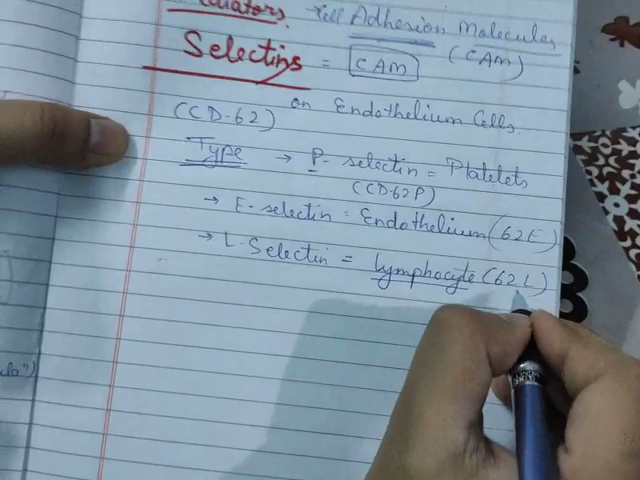 Cell Adhesion Molecules
Selectins = CAM (CAM)
(CD-62) on Endothelium Cells
Type → P- selectin = Platelets
(CD62P)
→ E-selectin = Endothelium (62E)
→ L-Selectin = Lymphocyte (62L)